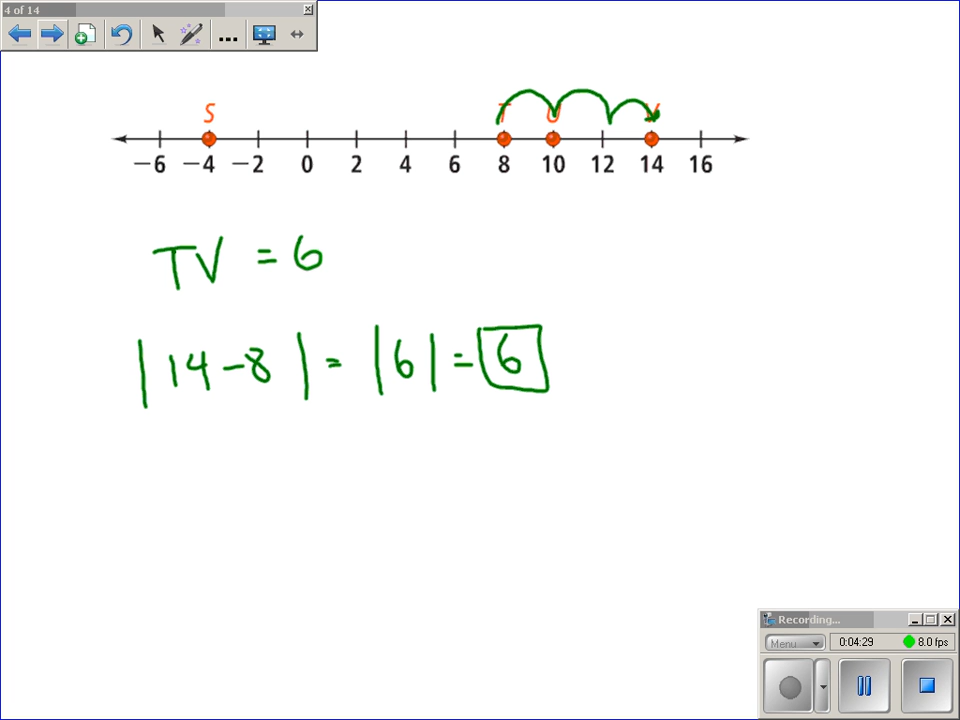 4 of 14
...
S T U V
−6 −4 −2 0 2 4 6 8 10 12 14 16
TV = 6
|14-8| = |6| = 6
Recording...
Menu 0:04:29 8.0 fps